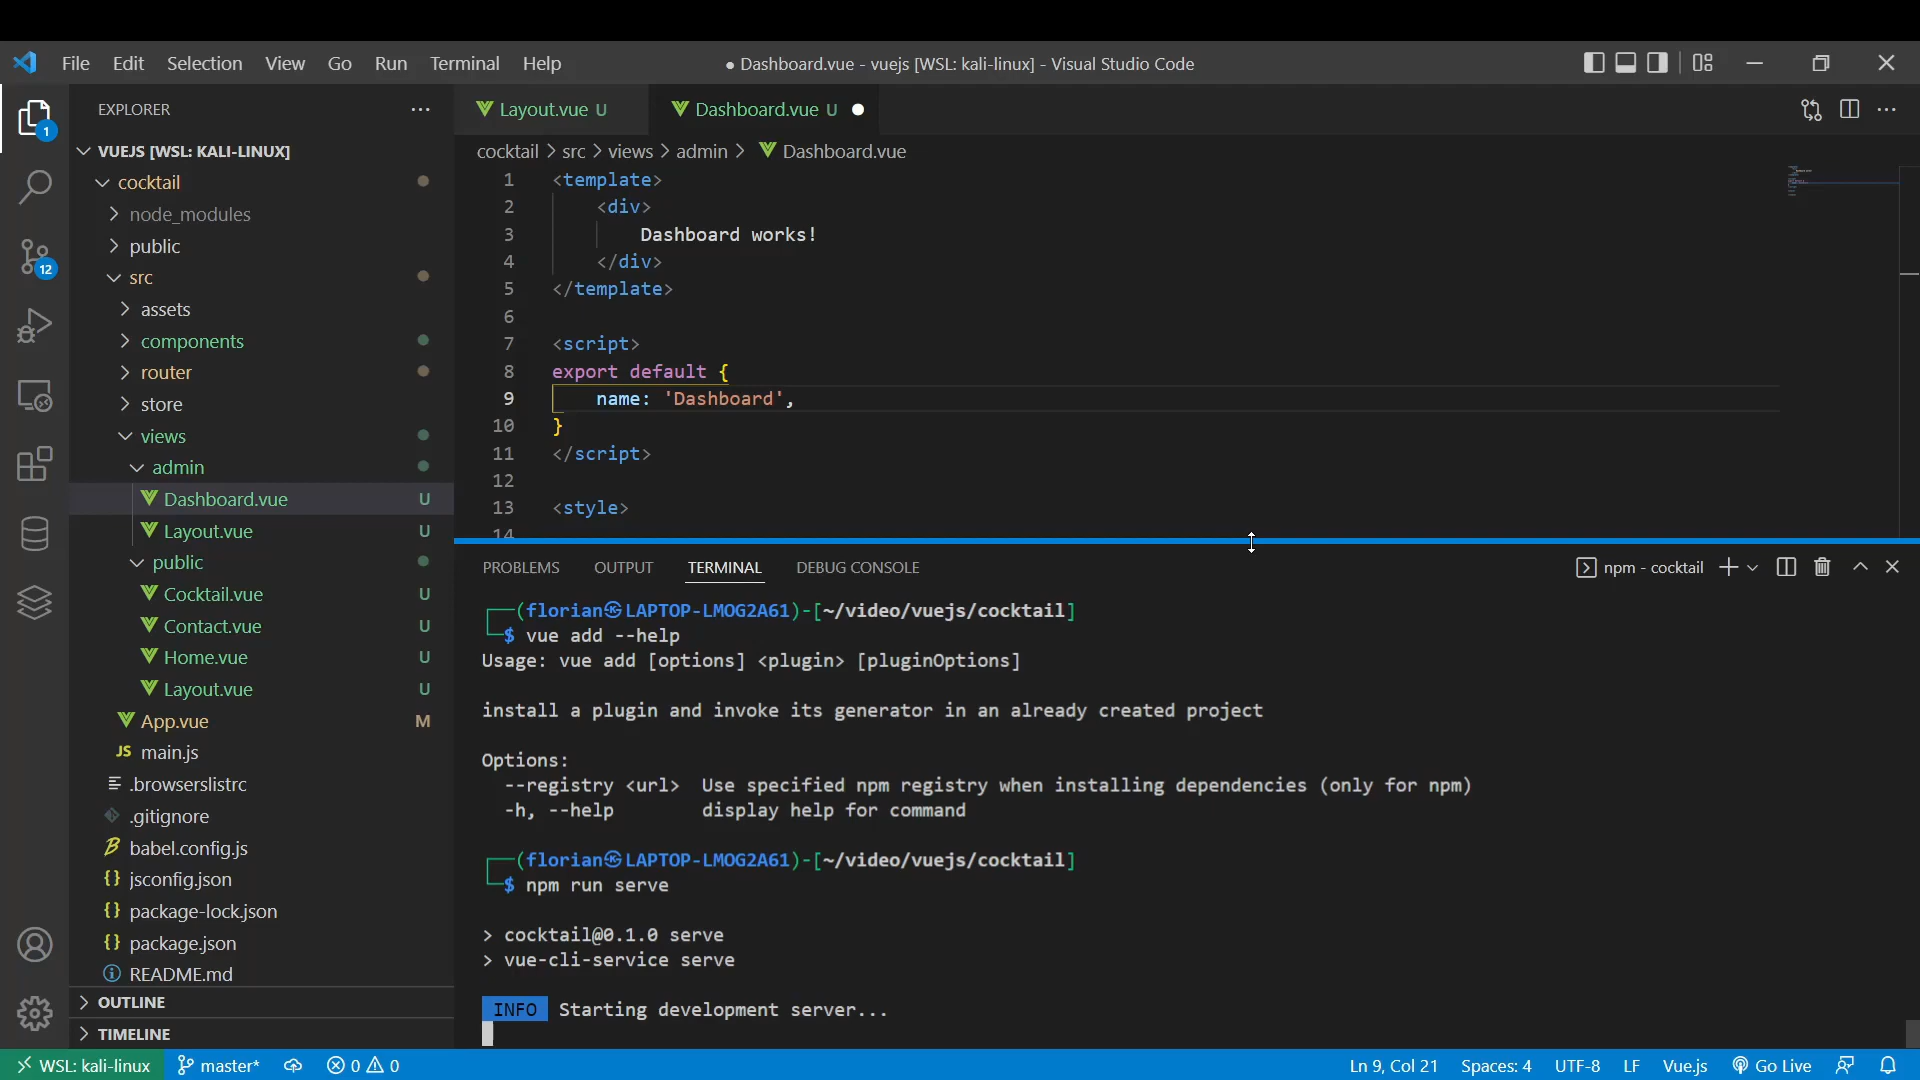 File Edit Selection View Go Run Terminal Help
● Dashboard.vue - vuejs [WSL: kali-linux] - Visual Studio Code
1
12
EXPLORER
VUEJS [WSL: KALI-LINUX]
cocktail
node_modules
public
src
assets
components
router
store
views
admin
Dashboard.vue U
Layout.vue U
public
Cocktail.vue U
Contact.vue U
Home.vue U
Layout.vue U
App.vue M
JS main.js
.browserslistrc
.gitignore
babel.config.js
{} jsconfig.json
{} package-lock.json
{} package.json
README.md
OUTLINE
TIMELINE
Layout.vue U
Dashboard.vue U
cocktail > src > views > admin > Dashboard.vue
1 <template>
2 <div>
3 Dashboard works!
4 </div>
5 </template>
6
7 <script>
8 export default {
9 name: 'Dashboard',
10 }
11 </script>
12
13 <style>
14
PROBLEMS OUTPUT TERMINAL DEBUG CONSOLE
npm - cocktail
┌──(florian㉿LAPTOP-LMOG2A61)-[~/video/vuejs/cocktail]
└─$ vue add --help
Usage: vue add [options] <plugin> [pluginOptions]
install a plugin and invoke its generator in an already created project
Options:
--registry <url> Use specified npm registry when installing dependencies (only for npm)
-h, --help display help for command
┌──(florian㉿LAPTOP-LMOG2A61)-[~/video/vuejs/cocktail]
└─$ npm run serve
> cocktail@0.1.0 serve
> vue-cli-service serve
INFO Starting development server...
WSL: kali-linux master* 0 0
Ln 9, Col 21 Spaces: 4 UTF-8 LF Vue.js Go Live